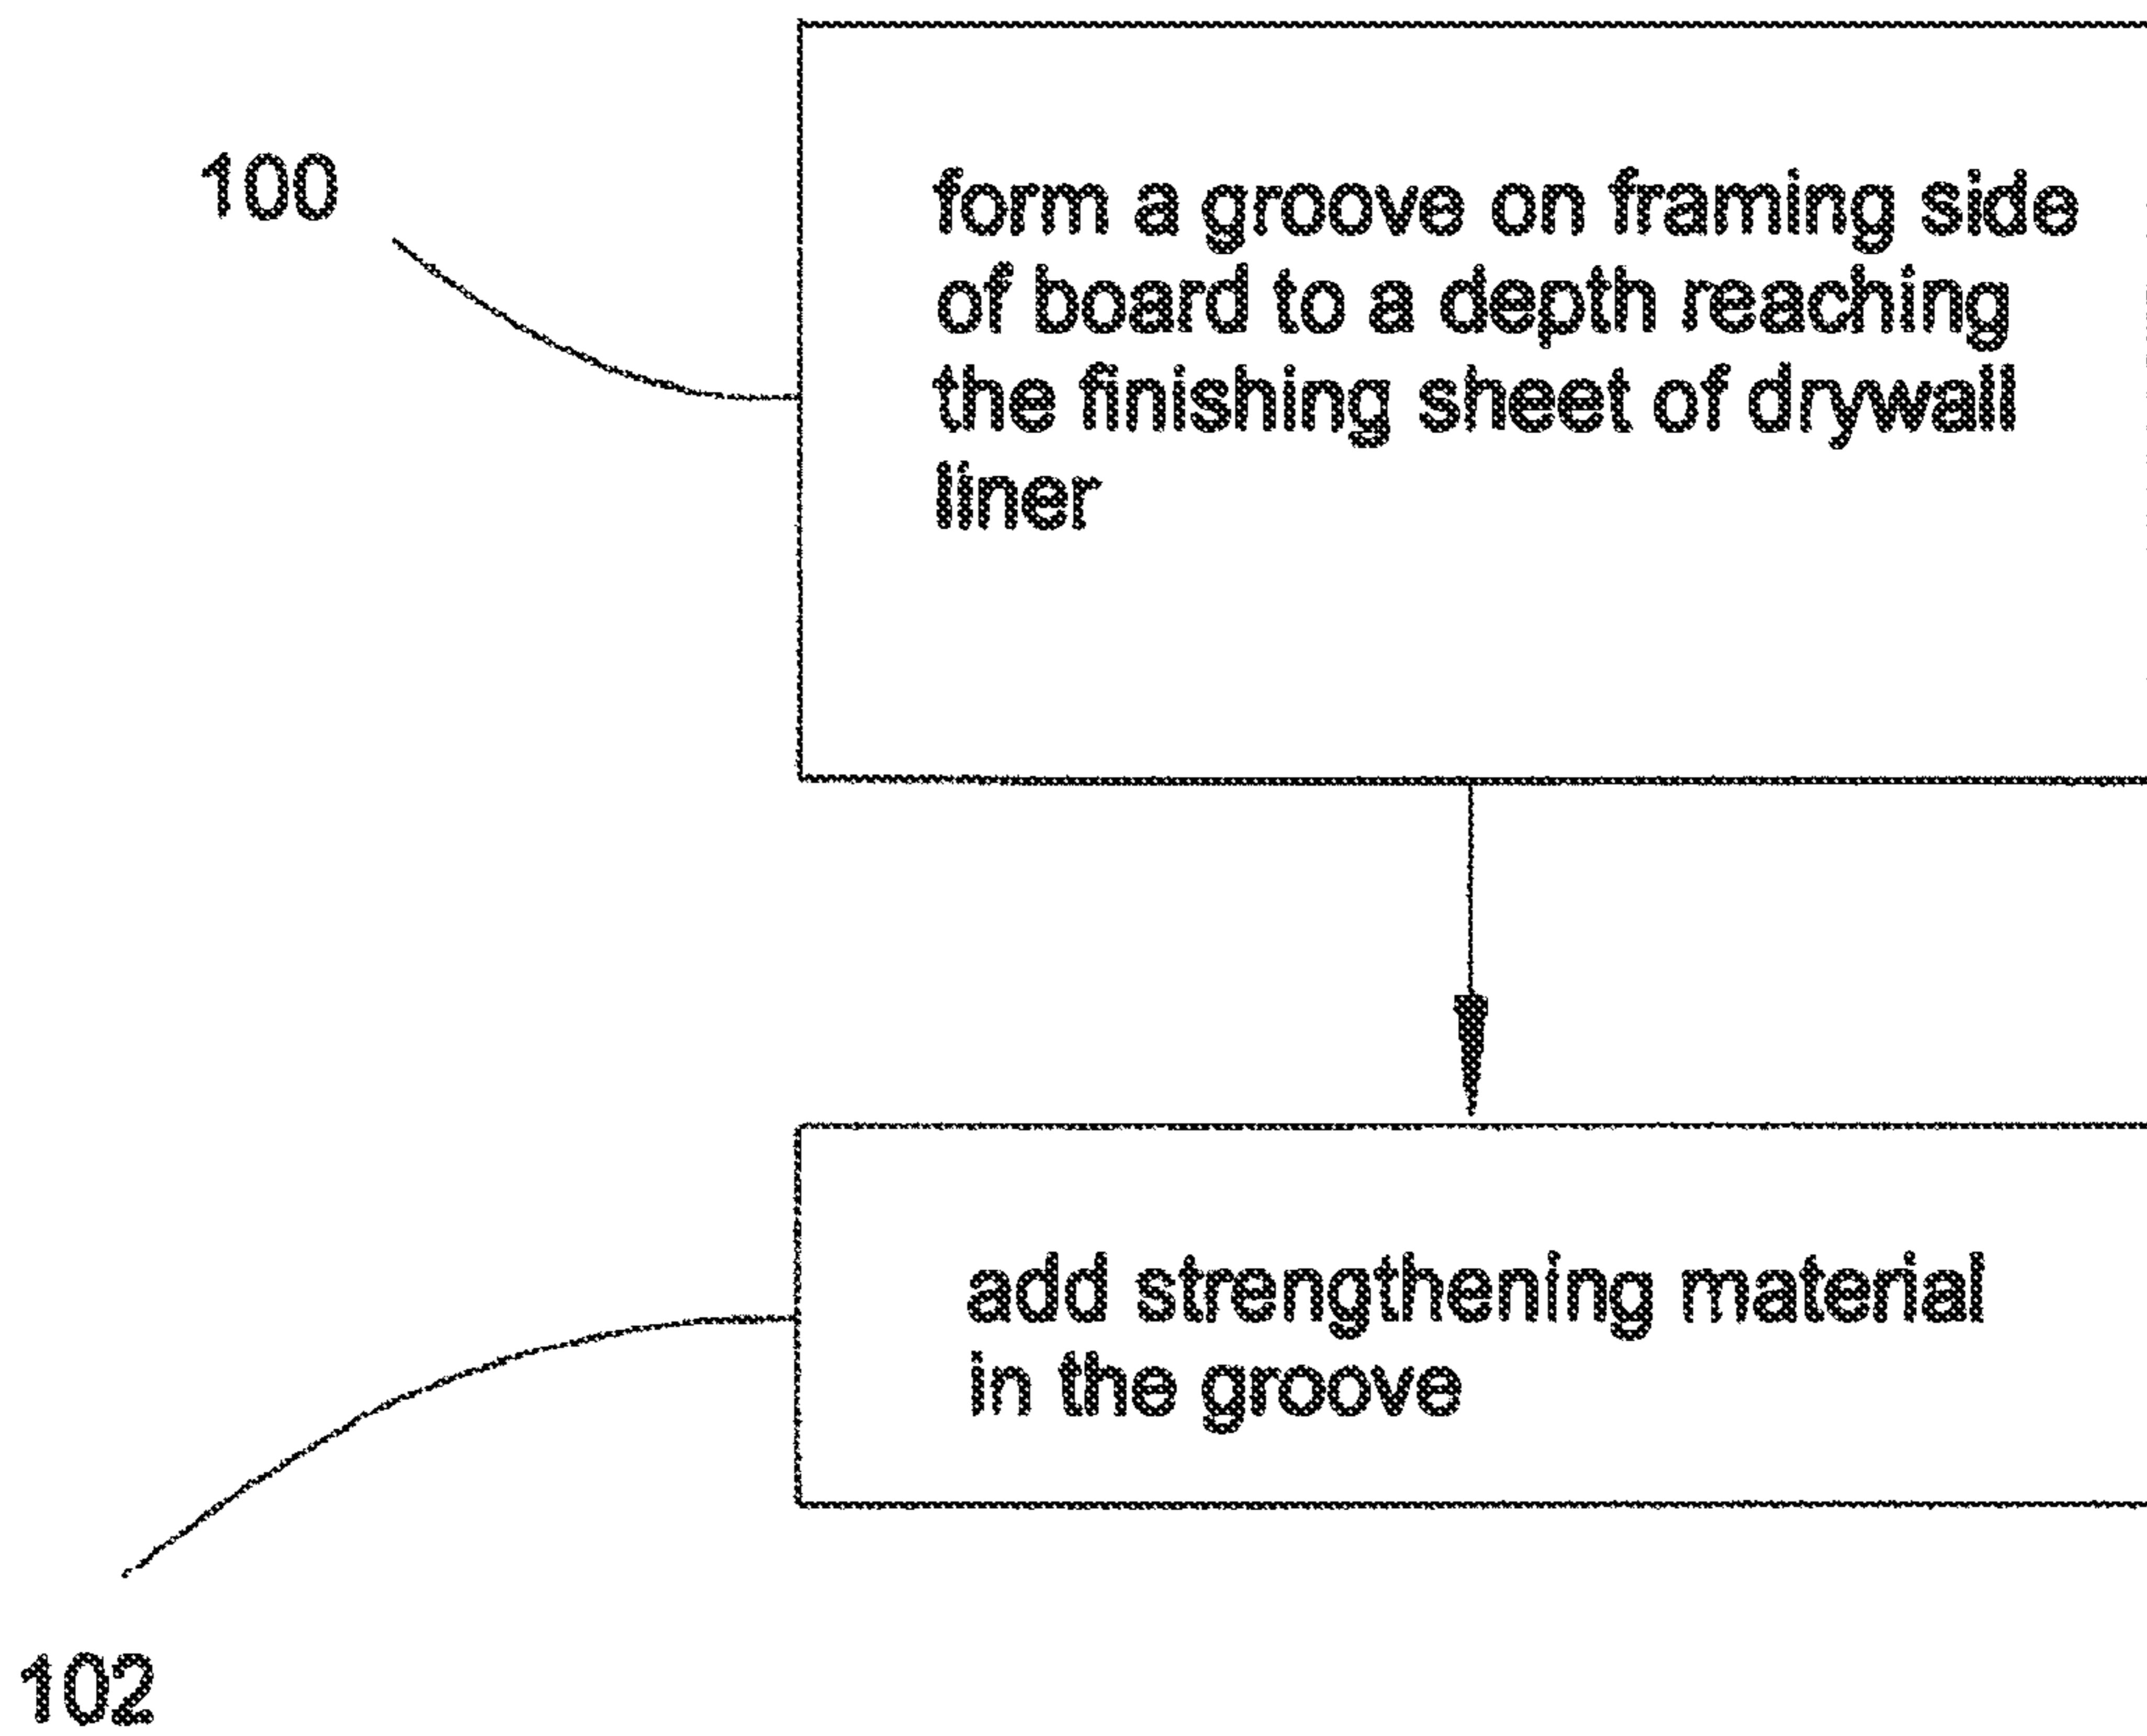 100
form a groove on framing side
of board to a depth reaching
the finishing sheet of drywall
liner
add strengthening material
in the groove
102